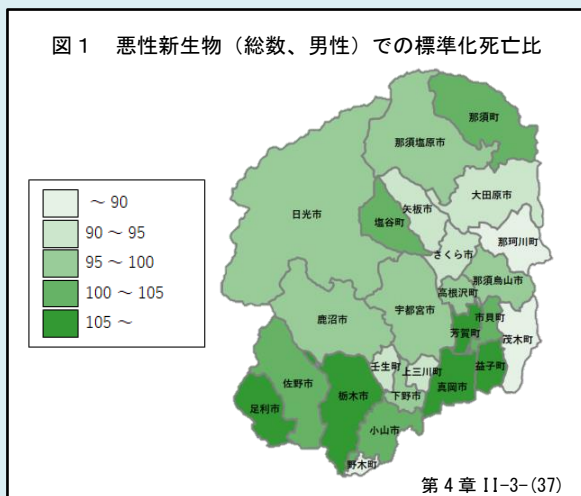 図1 悪性新生物(総数、男性)での標準化死亡比
~ 90
90 ~ 95
95 ~ 100
100 ~ 105
105 ~
那須町
那須塩原市
大田原市
日光市
矢板市
塩谷町
那珂川町
さくら市
那須烏山市
高根沢町
宇都宮市
鹿沼市
市貝町
芳賀町
茂木町
壬生町
上三川町
益子町
真岡市
下野市
佐野市
栃木市
足利市
小山市
野木町
第4章 II-3-(37)